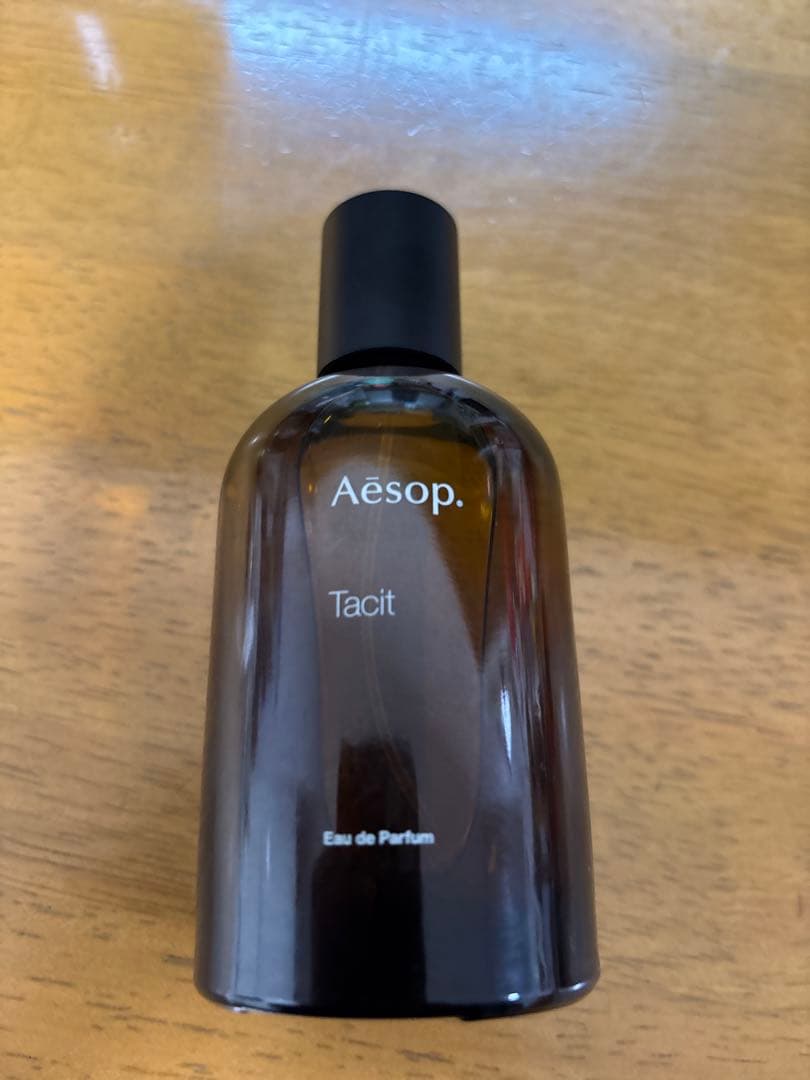 Aēsop.
Tacit
Eau de Parfum